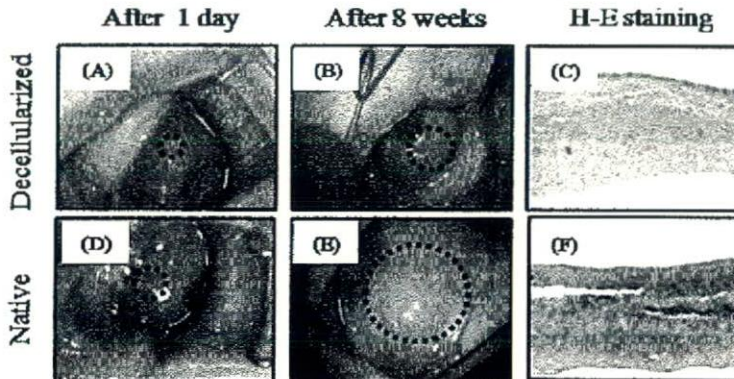 After 1 day After 8 weeks H-E staining
Decellularized
(A) (B) (C)
Native
(D) (E) (F)